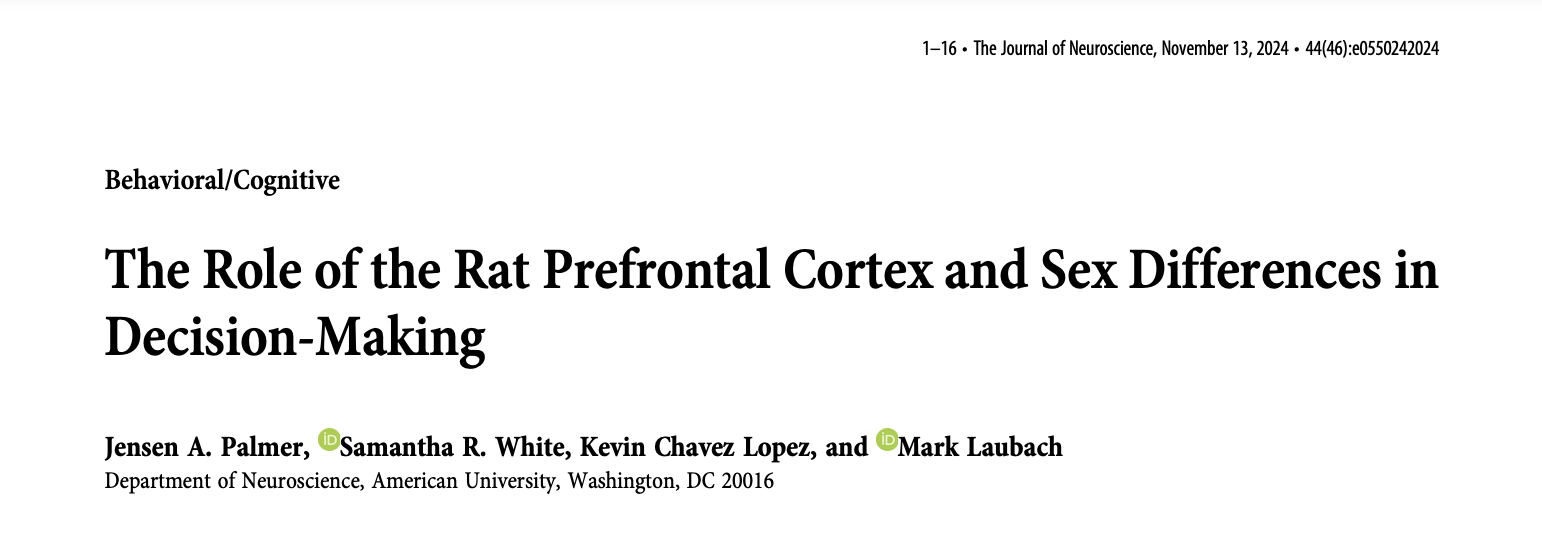 1–16 • The Journal of Neuroscience, November 13, 2024 • 44(46):e0550242024
Behavioral/Cognitive
The Role of the Rat Prefrontal Cortex and Sex Differences in
Decision-Making
Jensen A. Palmer, iD Samantha R. White, Kevin Chavez Lopez, and iD Mark Laubach
Department of Neuroscience, American University, Washington, DC 20016